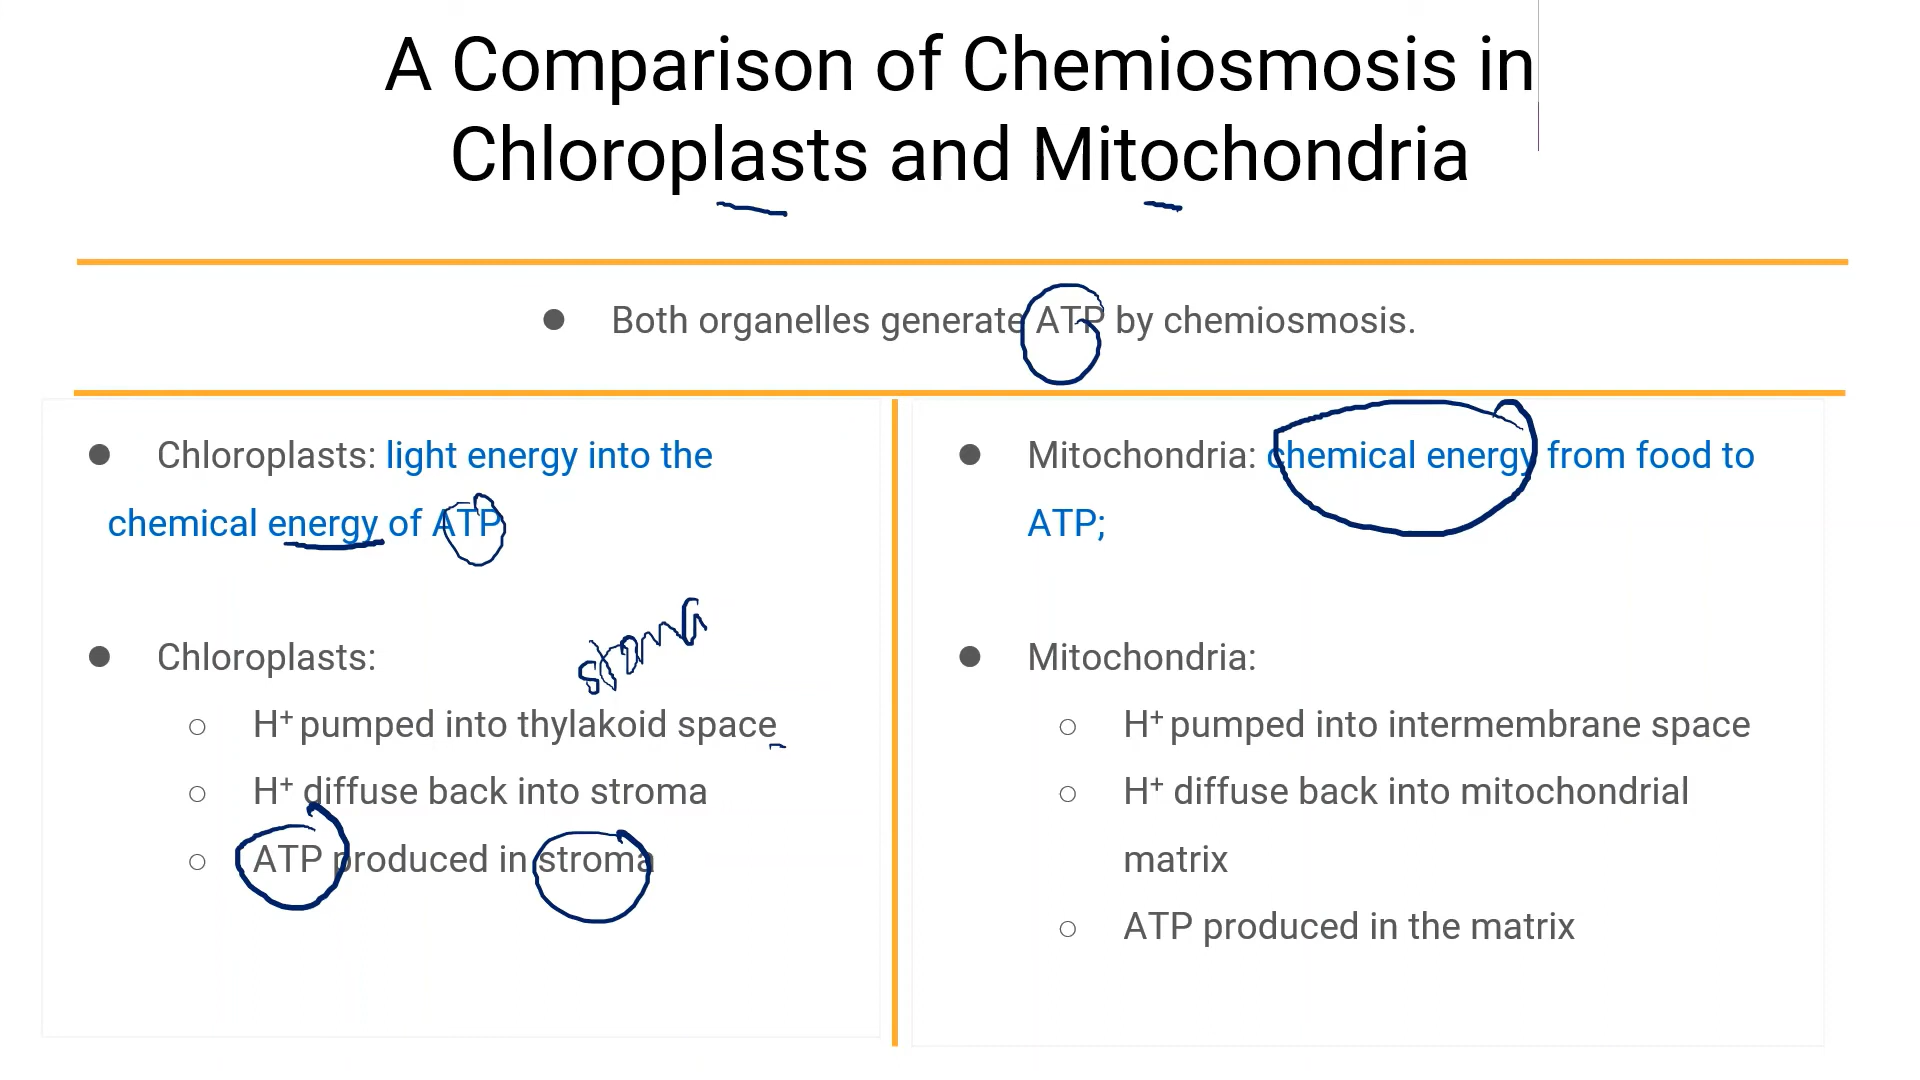 A Comparison of Chemiosmosis in
Chloroplasts and Mitochondria
● Both organelles generate ATP by chemiosmosis.
● Chloroplasts: light energy into the
chemical energy of ATP
stroma
● Chloroplasts:
○ H⁺ pumped into thylakoid space
○ H⁺ diffuse back into stroma
○ ATP produced in stroma
● Mitochondria: chemical energy from food to
ATP;
● Mitochondria:
○ H⁺ pumped into intermembrane space
○ H⁺ diffuse back into mitochondrial
matrix
○ ATP produced in the matrix